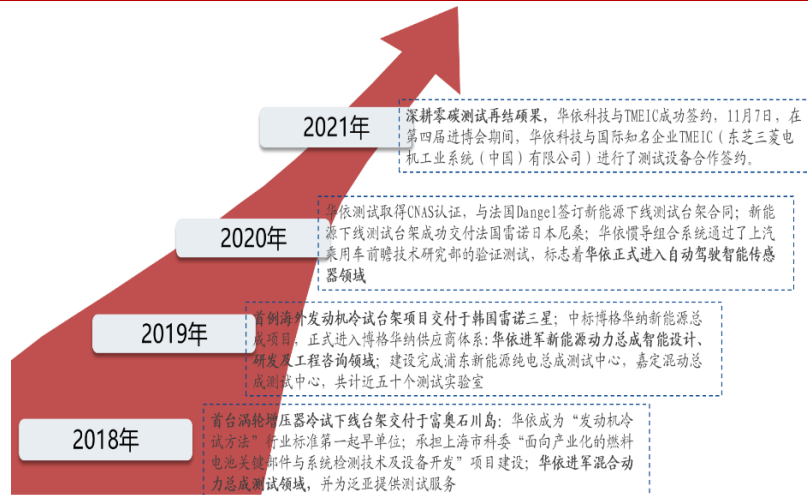 2021年
深耕零碳测试再结硕果，华依科技与TMEIC成功签约，11月7日，在
第四届进博会期间，华依科技与国际知名企业TMEIC（东芝三菱电
机工业系统（中国）有限公司）进行了测试设备合作签约。
2020年
华依测试取得CNAS认证，与法国Dangel签订新能源下线测试台架合同；新能
源下线测试台架成功交付法国雷诺日本尼桑；华依惯导组合系统通过了上汽
乘用车前瞻技术研究部的验证测试，标志着华依正式进入自动驾驶智能传感
器领域
2019年
首例海外发动机冷试台架项目交付于韩国雷诺三星；中标博格华纳新能源总
成项目，正式进入博格华纳供应商体系：华依进军新能源动力总成智能设计、
研发及工程咨询领域；建设完成浦东新能源纯电总成测试中心，嘉定混动总
成测试中心，共计近五十个测试实验室
2018年
首台涡轮增压器冷试下线台架交付于富奥石川岛；华依成为“发动机冷
试方法”行业标准第一起早单位；承担上海市科委“面向产业化的燃料
电池关键部件与系统检测技术及设备开发”项目建设；华依进军混合动
力总成测试领域，并为泛亚提供测试服务